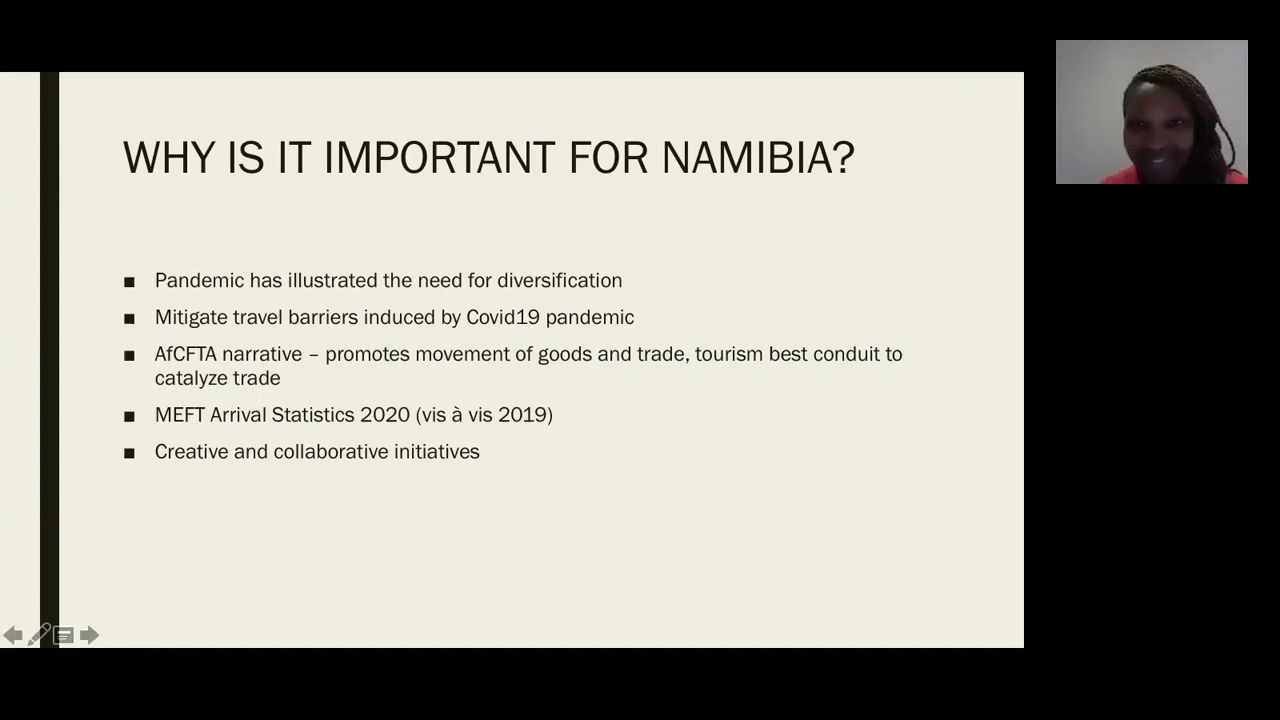 WHY IS IT IMPORTANT FOR NAMIBIA?
■ Pandemic has illustrated the need for diversification
■ Mitigate travel barriers induced by Covid19 pandemic
■ AfCFTA narrative – promotes movement of goods and trade, tourism best conduit to
catalyze trade
■ MEFT Arrival Statistics 2020 (vis à vis 2019)
■ Creative and collaborative initiatives